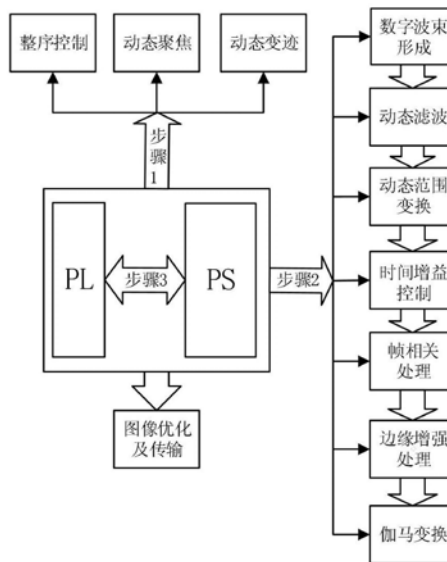 整序控制
动态聚焦
动态变迹
步
骤
1
PL
步骤3
PS
步骤2
图像优化
及传输
数字波束
形成
动态滤波
动态范围
变换
时间增益
控制
帧相关
处理
边缘增强
处理
伽马变换